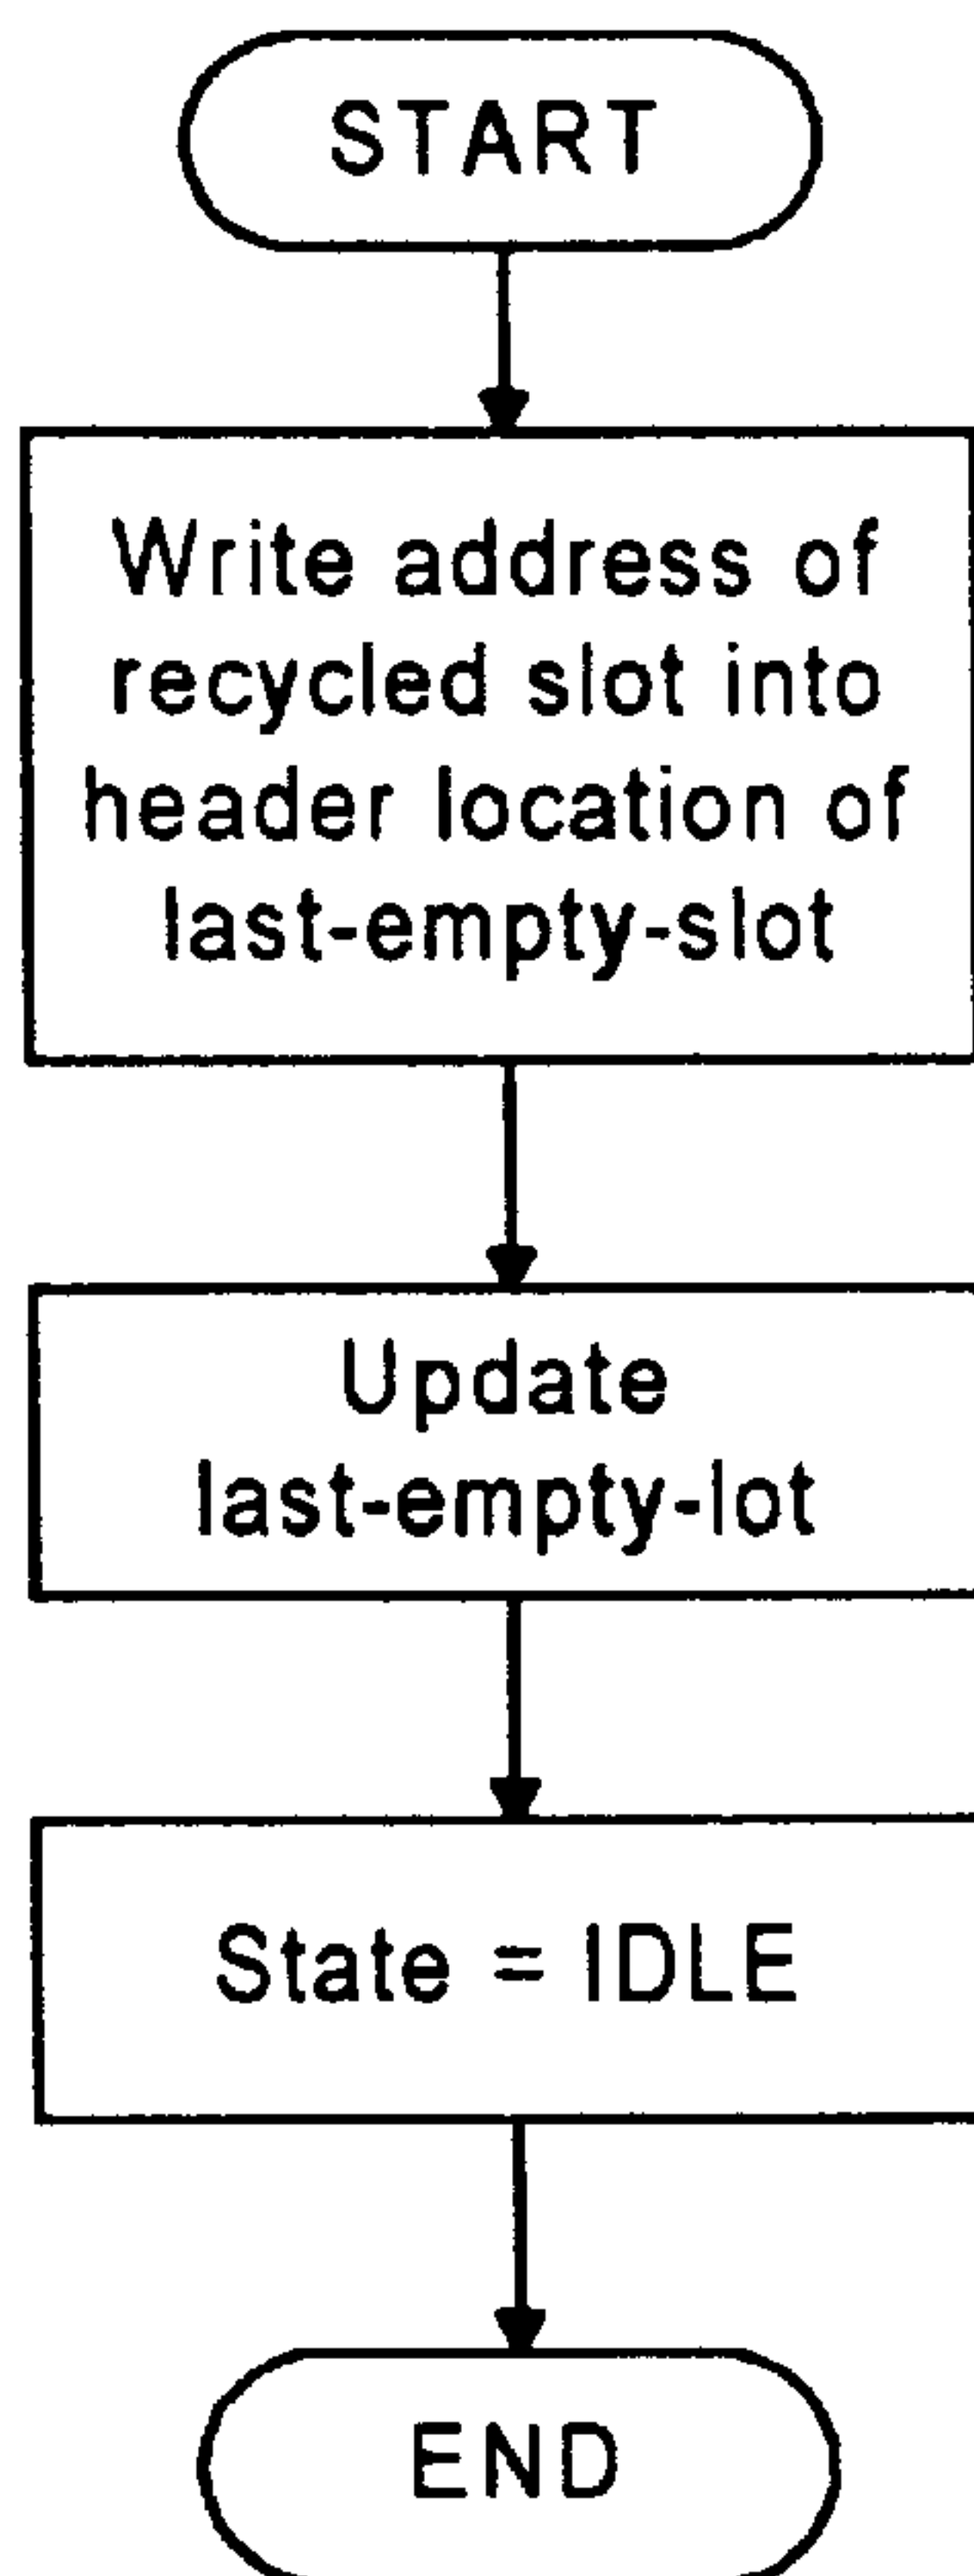 START
Write address of
recycled slot into
header location of
last-empty-slot
Update
last-empty-lot
State = IDLE
END